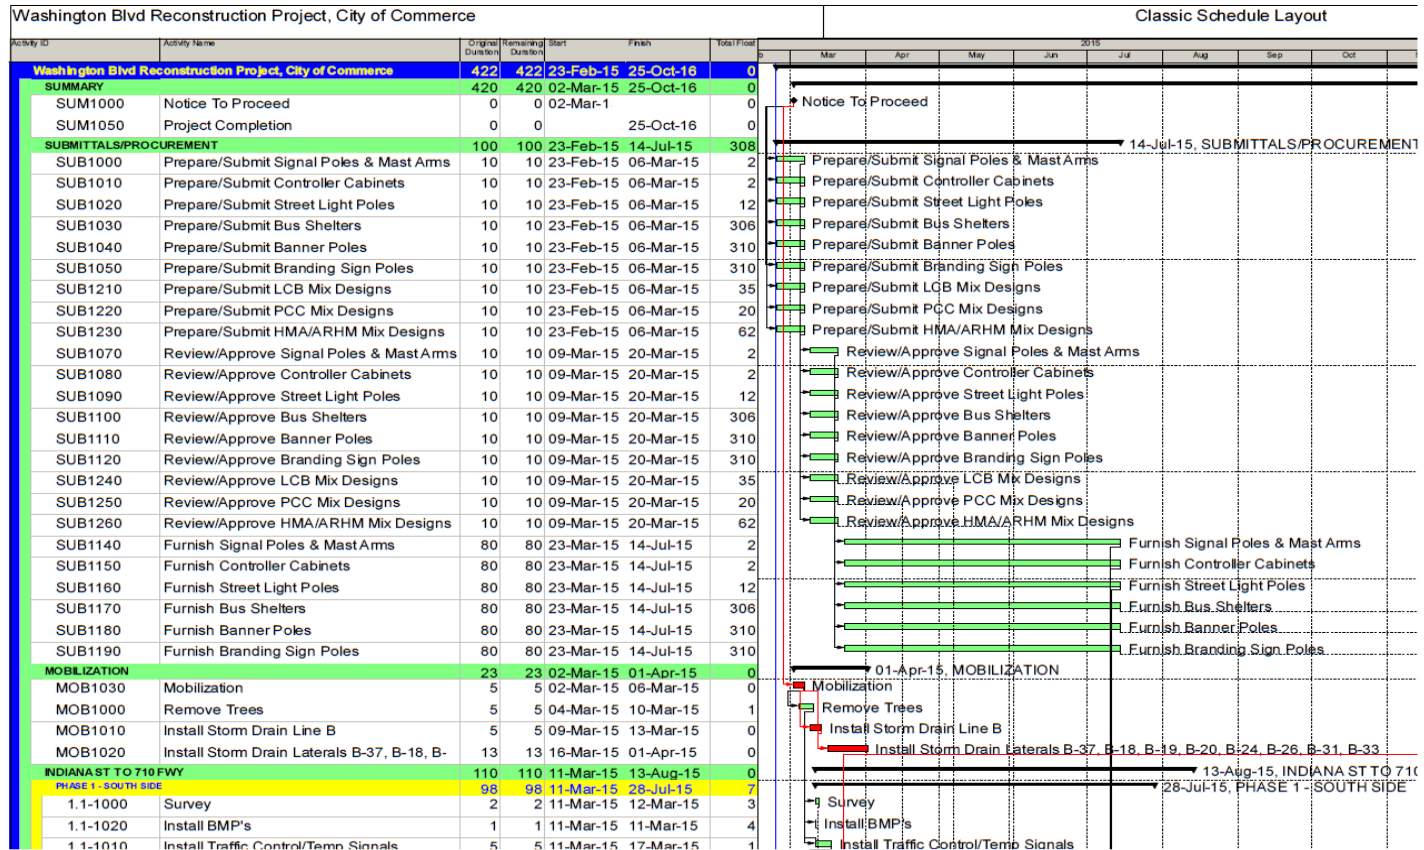 Washington Blvd Reconstruction Project, City of Commerce Classic Schedule Layout
Activity ID Activity Name Original Duration Remaining Duration Start Finish Total Float 2015
b Mar Apr May Jun Jul Aug Sep Oct
Washington Blvd Reconstruction Project, City of Commerce 422 422 23-Feb-15 25-Oct-16 0
SUMMARY 420 420 02-Mar-15 25-Oct-16 0
SUM1000 Notice To Proceed 0 0 02-Mar-1 0 Notice To Proceed
SUM1050 Project Completion 0 0 25-Oct-16 0
SUBMITTALS/PROCUREMENT 100 100 23-Feb-15 14-Jul-15 308 14-Jul-15, SUBMITTALS/PROCUREMENT
SUB1000 Prepare/Submit Signal Poles & Mast Arms 10 10 23-Feb-15 06-Mar-15 2 Prepare/Submit Signal Poles & Mast Arms
SUB1010 Prepare/Submit Controller Cabinets 10 10 23-Feb-15 06-Mar-15 2 Prepare/Submit Controller Cabinets
SUB1020 Prepare/Submit Street Light Poles 10 10 23-Feb-15 06-Mar-15 12 Prepare/Submit Street Light Poles
SUB1030 Prepare/Submit Bus Shelters 10 10 23-Feb-15 06-Mar-15 306 Prepare/Submit Bus Shelters
SUB1040 Prepare/Submit Banner Poles 10 10 23-Feb-15 06-Mar-15 310 Prepare/Submit Banner Poles
SUB1050 Prepare/Submit Branding Sign Poles 10 10 23-Feb-15 06-Mar-15 310 Prepare/Submit Branding Sign Poles
SUB1210 Prepare/Submit LCB Mix Designs 10 10 23-Feb-15 06-Mar-15 35 Prepare/Submit LCB Mix Designs
SUB1220 Prepare/Submit PCC Mix Designs 10 10 23-Feb-15 06-Mar-15 20 Prepare/Submit PCC Mix Designs
SUB1230 Prepare/Submit HMA/ARHM Mix Designs 10 10 23-Feb-15 06-Mar-15 62 Prepare/Submit HMA/ARHM Mix Designs
SUB1070 Review/Approve Signal Poles & Mast Arms 10 10 09-Mar-15 20-Mar-15 2 Review/Approve Signal Poles & Mast Arms
SUB1080 Review/Approve Controller Cabinets 10 10 09-Mar-15 20-Mar-15 2 Review/Approve Controller Cabinets
SUB1090 Review/Approve Street Light Poles 10 10 09-Mar-15 20-Mar-15 12 Review/Approve Street Light Poles
SUB1100 Review/Approve Bus Shelters 10 10 09-Mar-15 20-Mar-15 306 Review/Approve Bus Shelters
SUB1110 Review/Approve Banner Poles 10 10 09-Mar-15 20-Mar-15 310 Review/Approve Banner Poles
SUB1120 Review/Approve Branding Sign Poles 10 10 09-Mar-15 20-Mar-15 310 Review/Approve Branding Sign Poles
SUB1240 Review/Approve LCB Mix Designs 10 10 09-Mar-15 20-Mar-15 35 Review/Approve LCB Mix Designs
SUB1250 Review/Approve PCC Mix Designs 10 10 09-Mar-15 20-Mar-15 20 Review/Approve PCC Mix Designs
SUB1260 Review/Approve HMA/ARHM Mix Designs 10 10 09-Mar-15 20-Mar-15 62 Review/Approve HMA/ARHM Mix Designs
SUB1140 Furnish Signal Poles & Mast Arms 80 80 23-Mar-15 14-Jul-15 2 Furnish Signal Poles & Mast Arms
SUB1150 Furnish Controller Cabinets 80 80 23-Mar-15 14-Jul-15 2 Furnish Controller Cabinets
SUB1160 Furnish Street Light Poles 80 80 23-Mar-15 14-Jul-15 12 Furnish Street Light Poles
SUB1170 Furnish Bus Shelters 80 80 23-Mar-15 14-Jul-15 306 Furnish Bus Shelters
SUB1180 Furnish Banner Poles 80 80 23-Mar-15 14-Jul-15 310 Furnish Banner Poles
SUB1190 Furnish Branding Sign Poles 80 80 23-Mar-15 14-Jul-15 310 Furnish Branding Sign Poles
MOBILIZATION 23 23 02-Mar-15 01-Apr-15 0 01-Apr-15, MOBILIZATION
MOB1030 Mobilization 5 5 02-Mar-15 06-Mar-15 0 Mobilization
MOB1000 Remove Trees 5 5 04-Mar-15 10-Mar-15 1 Remove Trees
MOB1010 Install Storm Drain Line B 5 5 09-Mar-15 13-Mar-15 0 Install Storm Drain Line B
MOB1020 Install Storm Drain Laterals B-37, B-18, B- 13 13 16-Mar-15 01-Apr-15 0 Install Storm Drain Laterals B-37, B-18, B-19, B-20, B-24, B-26, B-31, B-33
INDIANA ST TO 710 FWY 110 110 11-Mar-15 13-Aug-15 0 13-Aug-15, INDIANA ST TO 710
PHASE 1 - SOUTH SIDE 98 98 11-Mar-15 28-Jul-15 7 28-Jul-15, PHASE 1 - SOUTH SIDE
1.1-1000 Survey 2 2 11-Mar-15 12-Mar-15 3 Survey
1.1-1020 Install BMP's 1 1 11-Mar-15 11-Mar-15 4 Install BMP's
1.1-1010 Install Traffic Control/Temp Signals 5 5 11-Mar-15 17-Mar-15 1 Install Traffic Control/Temp Signals